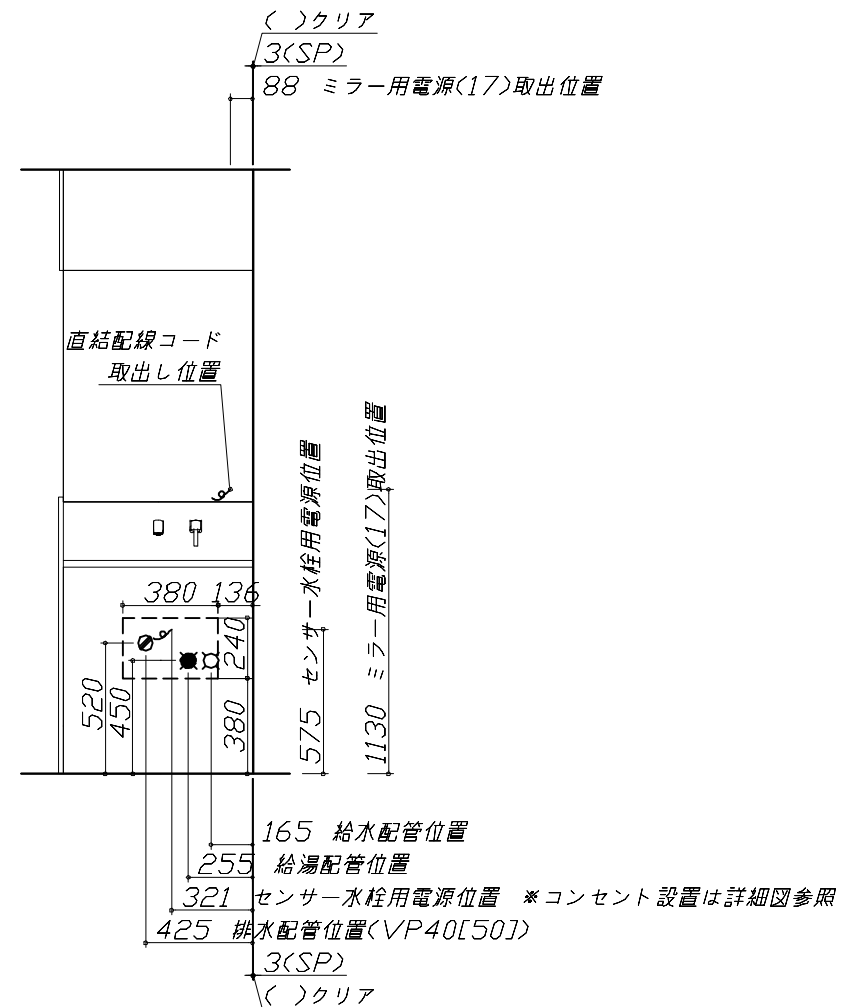 ( )クリア
3(SP)
88 ミラー用電源(17)取出位置
直結配線コード
取出し位置
センサー水栓用電源位置
575
ミラー用電源(17)取出位置
1130
380 136
240
520
450
380
165 給水配管位置
255 給湯配管位置
321 センサー水栓用電源位置 ※コンセント設置は詳細図参照
425 排水配管位置(VP40[50])
3(SP)
( )クリア